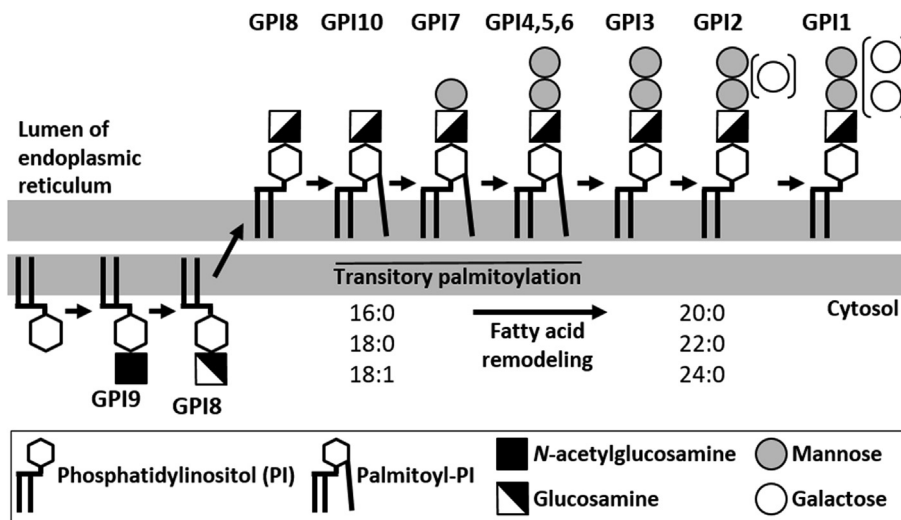 GPI8 GPI10 GPI7 GPI4,5,6 GPI3 GPI2 GPI1
Lumen of
endoplasmic
reticulum
Transitory palmitoylation
16:0
18:0
18:1
Fatty acid
remodeling
20:0
22:0
24:0
Cytosol
GPI9
GPI8
Phosphatidylinositol (PI)
Palmitoyl-PI
N-acetylglucosamine
Glucosamine
Mannose
Galactose